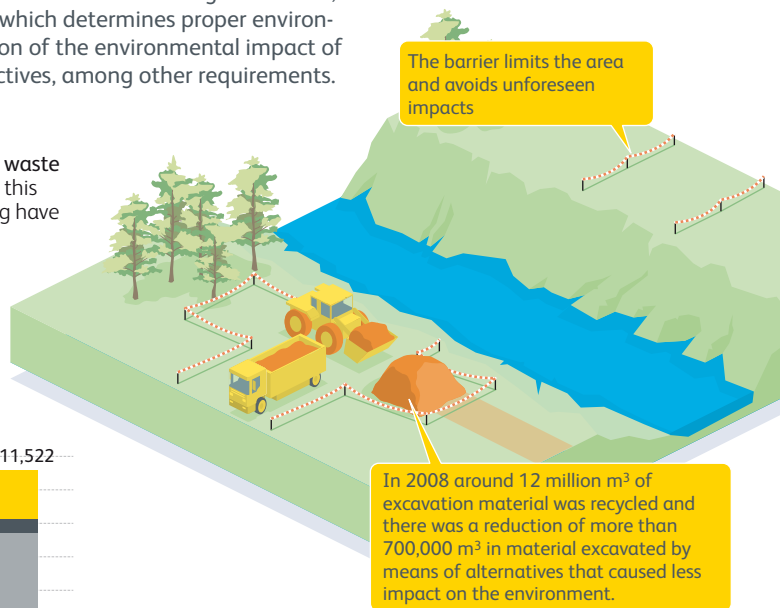 which determines proper environ-
on of the environmental impact of
ctives, among other requirements.
The barrier limits the area
and avoids unforeseen
impacts
waste
this
g have
11,522
In 2008 around 12 million m³ of
excavation material was recycled and
there was a reduction of more than
700,000 m³ in material excavated by
means of alternatives that caused less
impact on the environment.